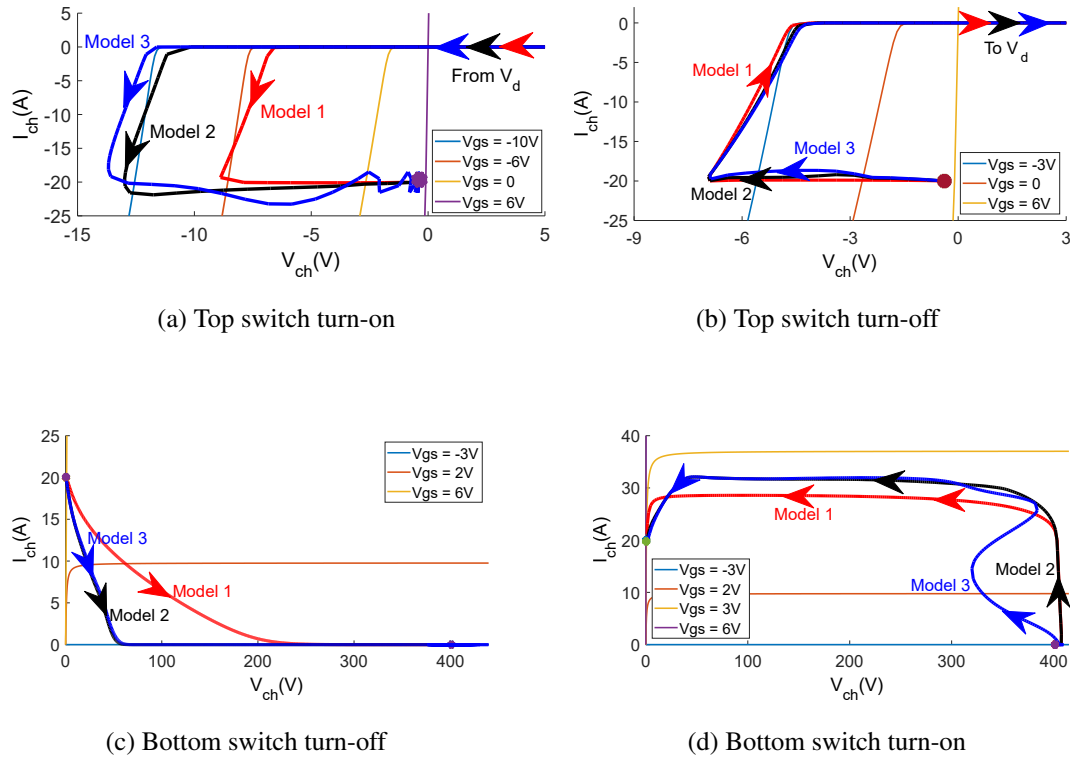 5
0
-5
-10
-15
-20
-25
-15
-10
-5
0
5
I_ch(A)
V_ch(V)
Model 3
Model 1
Model 2
From V_d
Vgs = -10V
Vgs = -6V
Vgs = 0
Vgs = 6V
(a) Top switch turn-on
0
-5
-10
-15
-20
-25
-9
-6
-3
0
3
I_ch(A)
V_ch(V)
To V_d
Model 1
Model 3
Model 2
Vgs = -3V
Vgs = 0
Vgs = 6V
(b) Top switch turn-off
25
20
15
10
5
0
0
100
200
300
400
I_ch(A)
V_ch(V)
Vgs = -3V
Vgs = 2V
Vgs = 6V
Model 3
Model 1
Model 2
(c) Bottom switch turn-off
40
30
20
10
0
0
100
200
300
400
I_ch(A)
V_ch(V)
Model 1
Model 2
Model 3
Vgs = -3V
Vgs = 2V
Vgs = 3V
Vgs = 6V
(d) Bottom switch turn-on